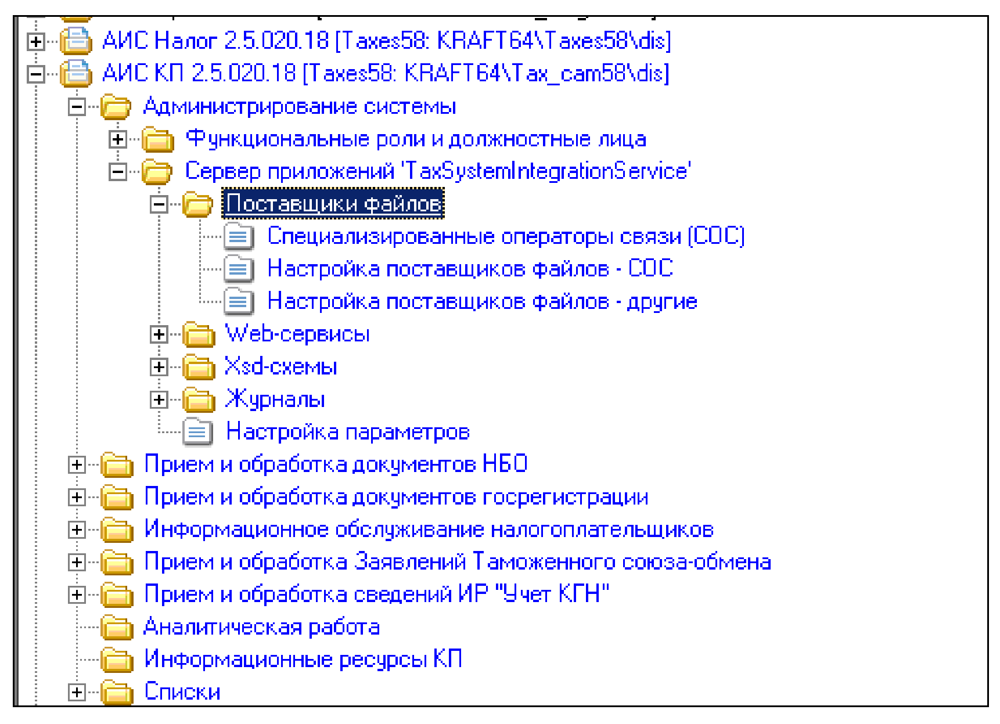 АИС Налог 2.5.020.18 [Taxes58: KRAFT64\Taxes58\dis]
АИС КП 2.5.020.18 [Taxes58: KRAFT64\Tax_cam58\dis]
Администрирование системы
Функциональные роли и должностные лица
Сервер приложений 'TaxSystemIntegrationService'
Поставщики файлов
Специализированные операторы связи (СОС)
Настройка поставщиков файлов - СОС
Настройка поставщиков файлов - другие
Web-сервисы
Xsd-схемы
Журналы
Настройка параметров
Прием и обработка документов НБО
Прием и обработка документов госрегистрации
Информационное обслуживание налогоплательщиков
Прием и обработка Заявлений Таможенного союза-обмена
Прием и обработка сведений ИР "Учет КГН"
Аналитическая работа
Информационные ресурсы КП
Списки